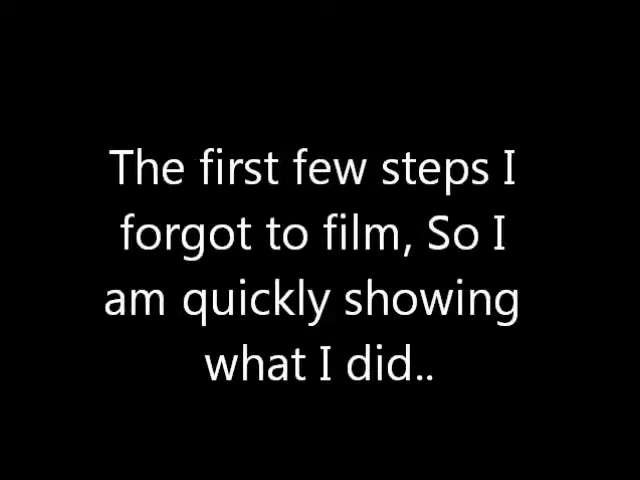 The first few steps I
forgot to film, So I
am quickly showing
what I did..